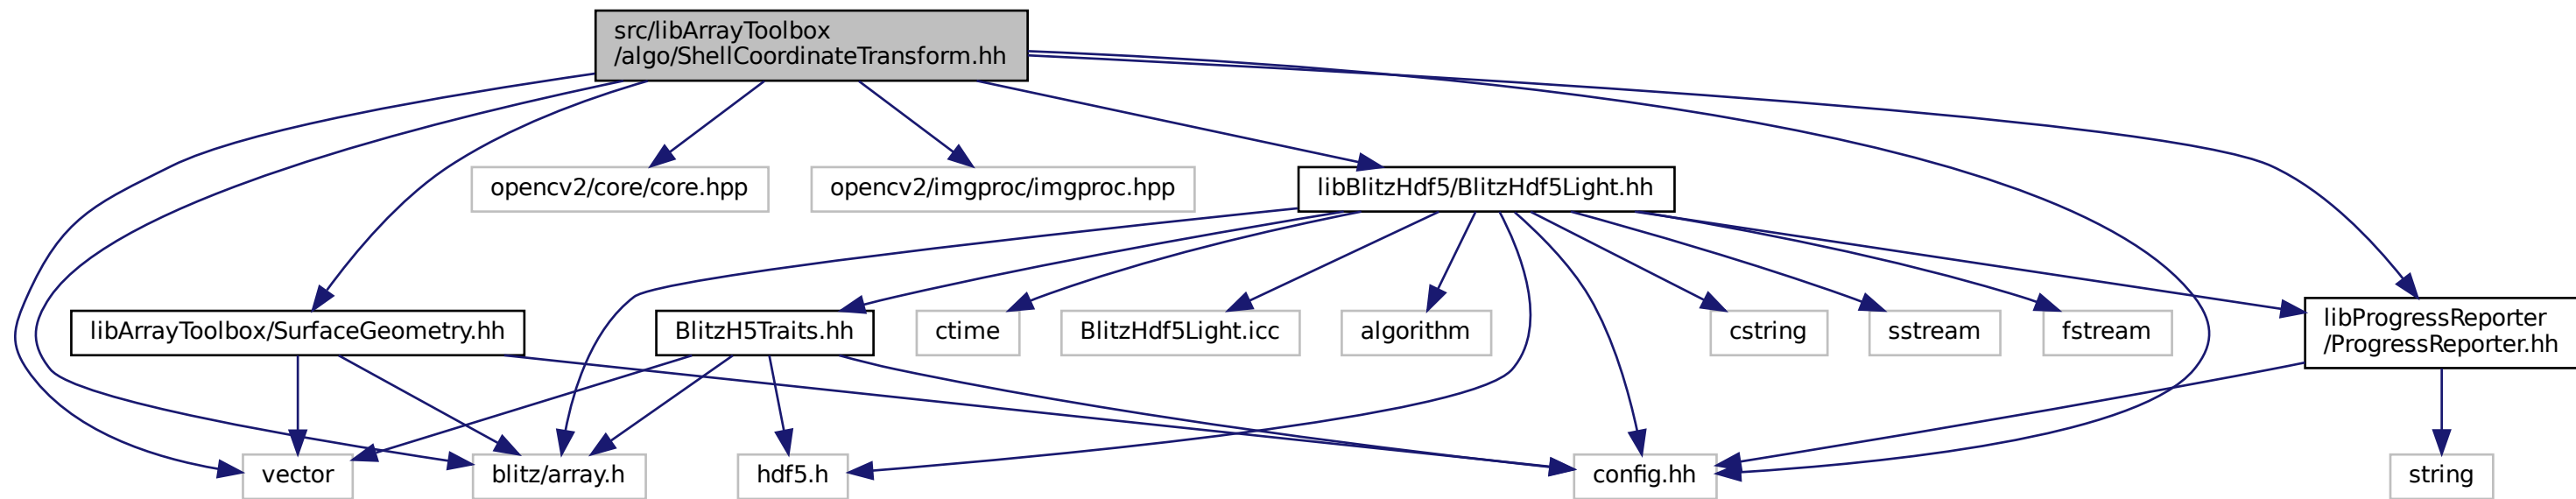 src/libArrayToolbox
/algo/ShellCoordinateTransform.hh
opencv2/core/core.hpp
opencv2/imgproc/imgproc.hpp
libBlitzHdf5/BlitzHdf5Light.hh
libArrayToolbox/SurfaceGeometry.hh
BlitzH5Traits.hh
ctime
BlitzHdf5Light.icc
algorithm
cstring
sstream
fstream
libProgressReporter
/ProgressReporter.hh
vector
blitz/array.h
hdf5.h
config.hh
string